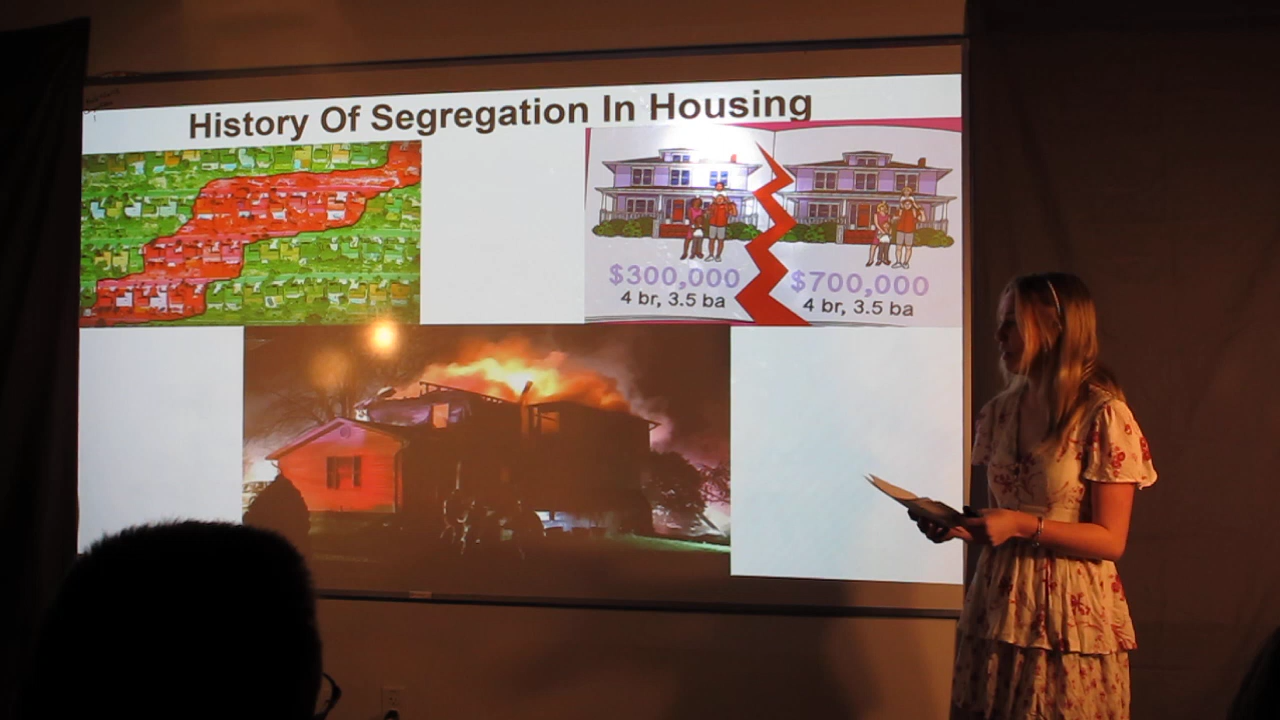 History Of Segregation In Housing
$300,000
4 br, 3.5 ba
$700,000
4 br, 3.5 ba